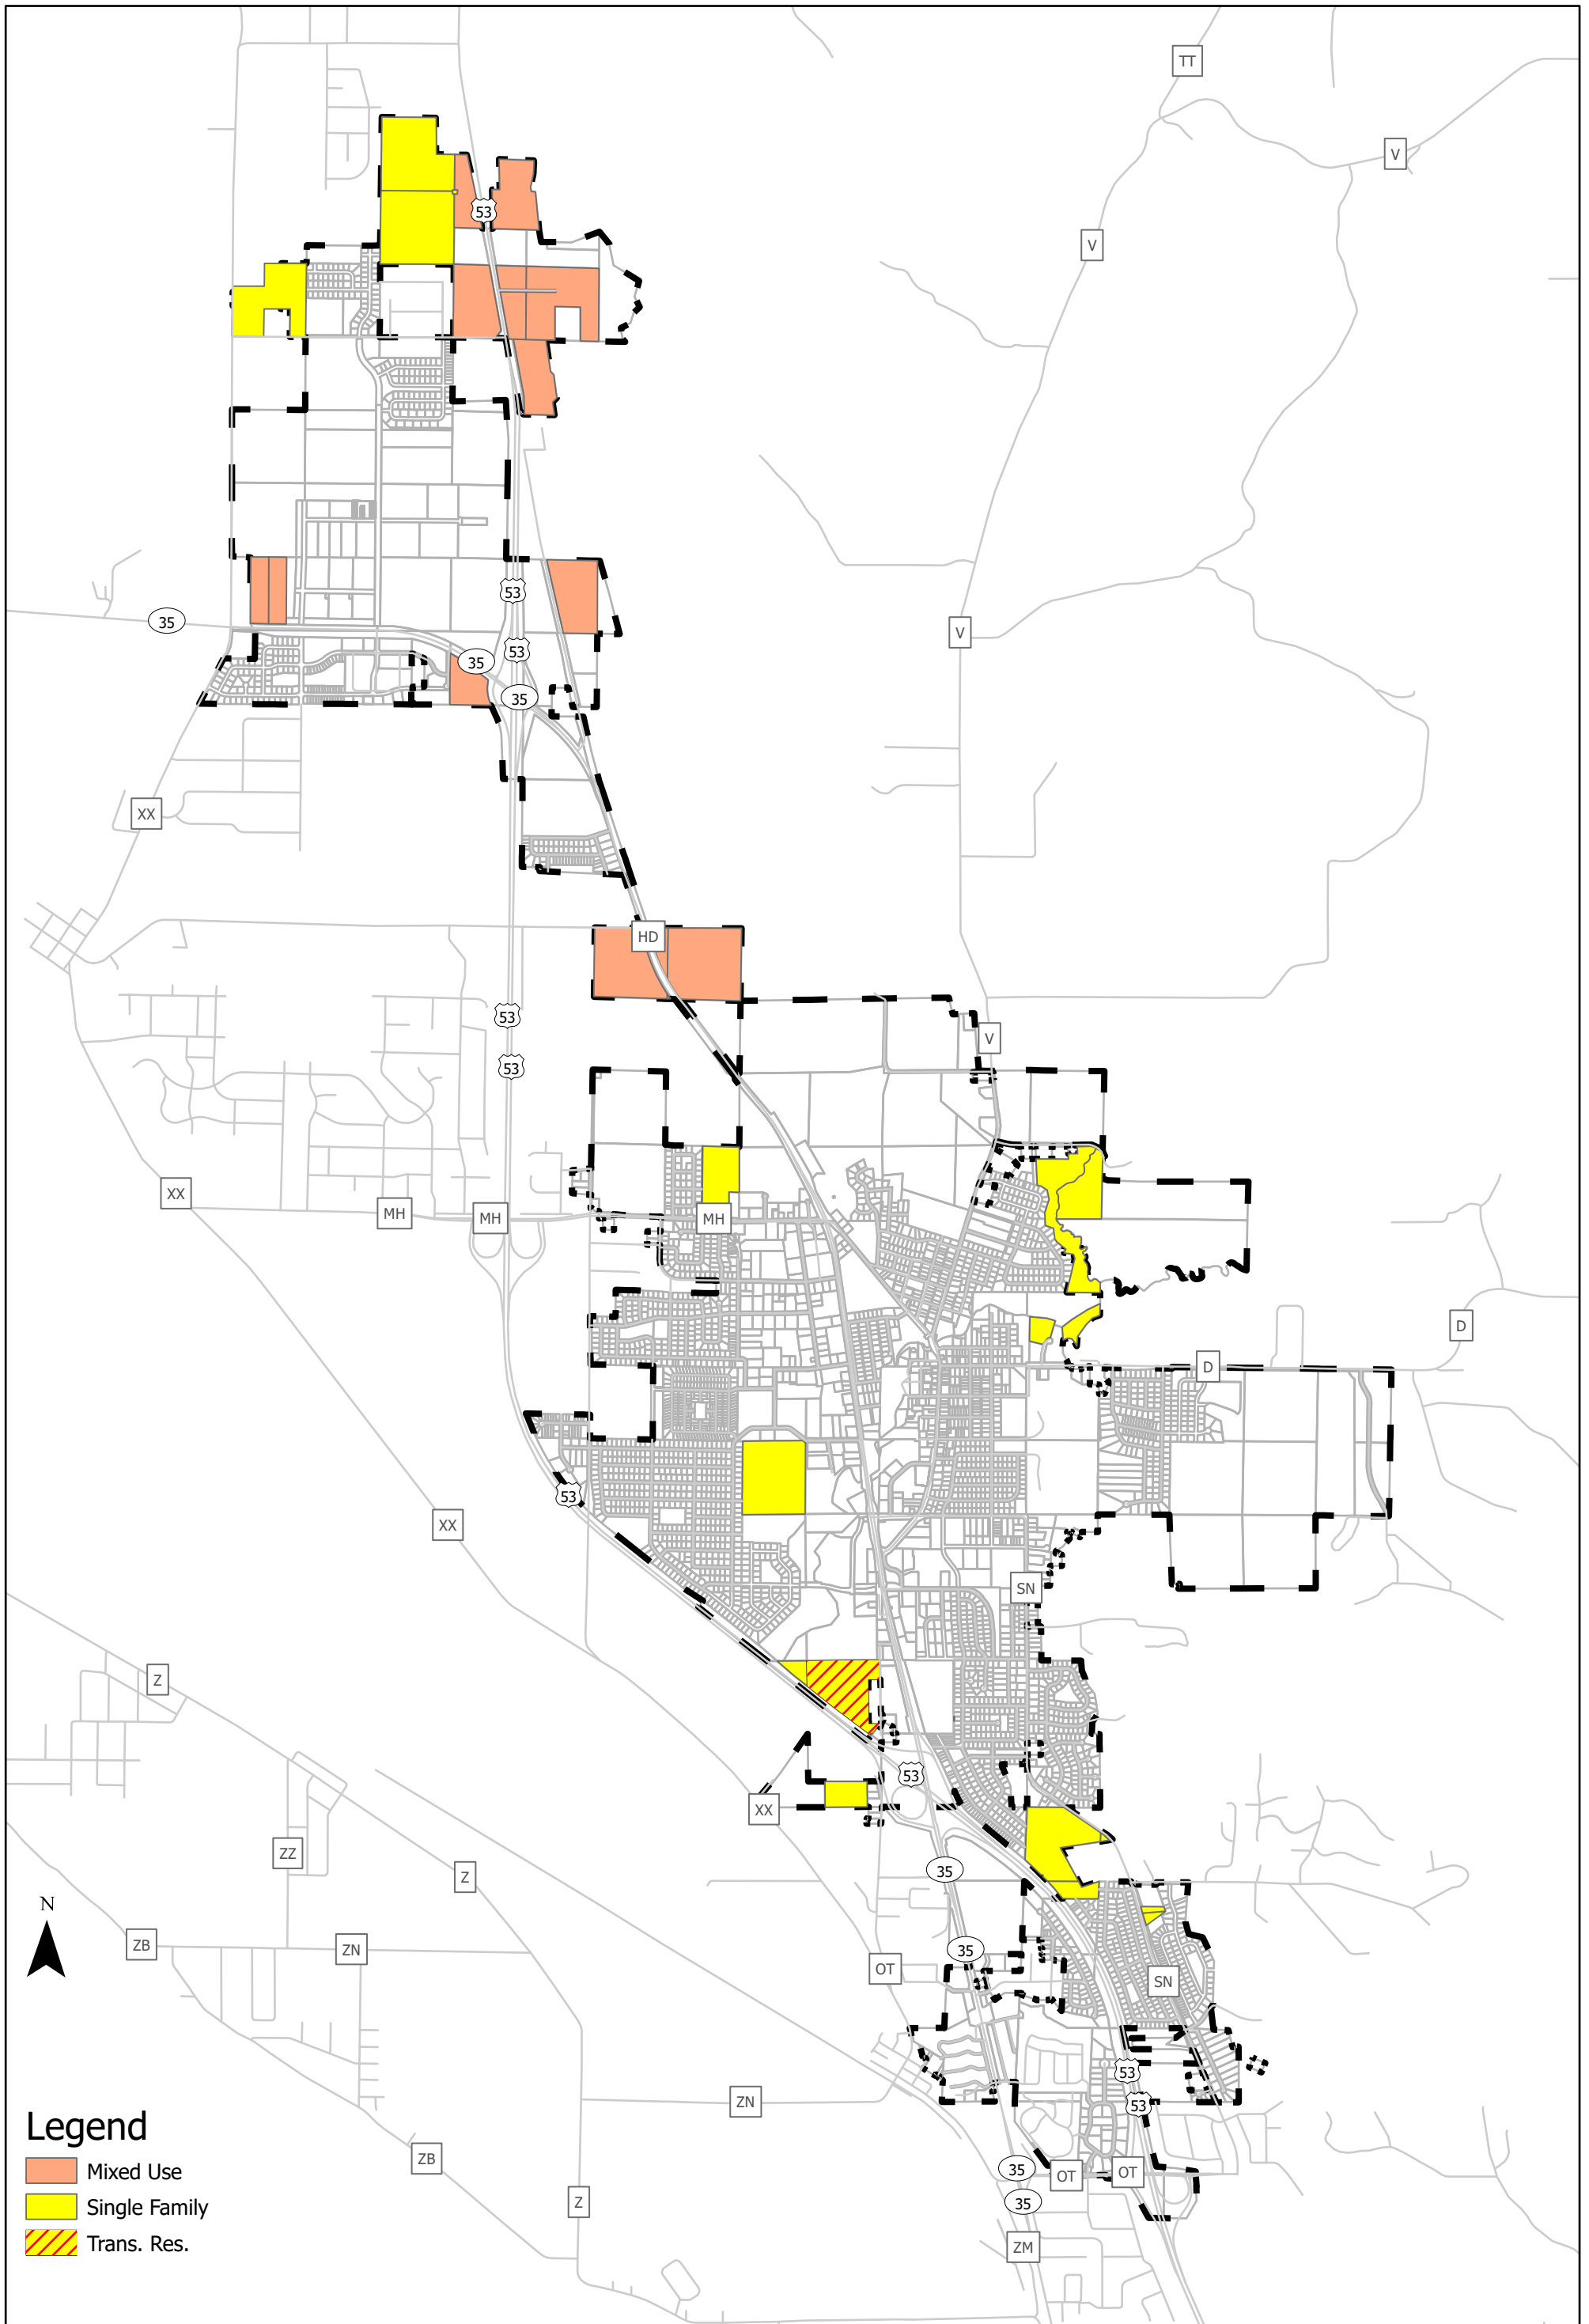 TT
V
53
V
53
35
53
35
35
XX
HD
53
V
53
XX
MH
MH
MH
D
D
53
XX
SN
Z
53
XX
ZZ
35
Z
N
ZB
ZN
35
OT
SN
53
ZN
53
Legend
ZB
35
OT
OT
Mixed Use
Z
35
Single Family
Trans. Res.
ZM
V